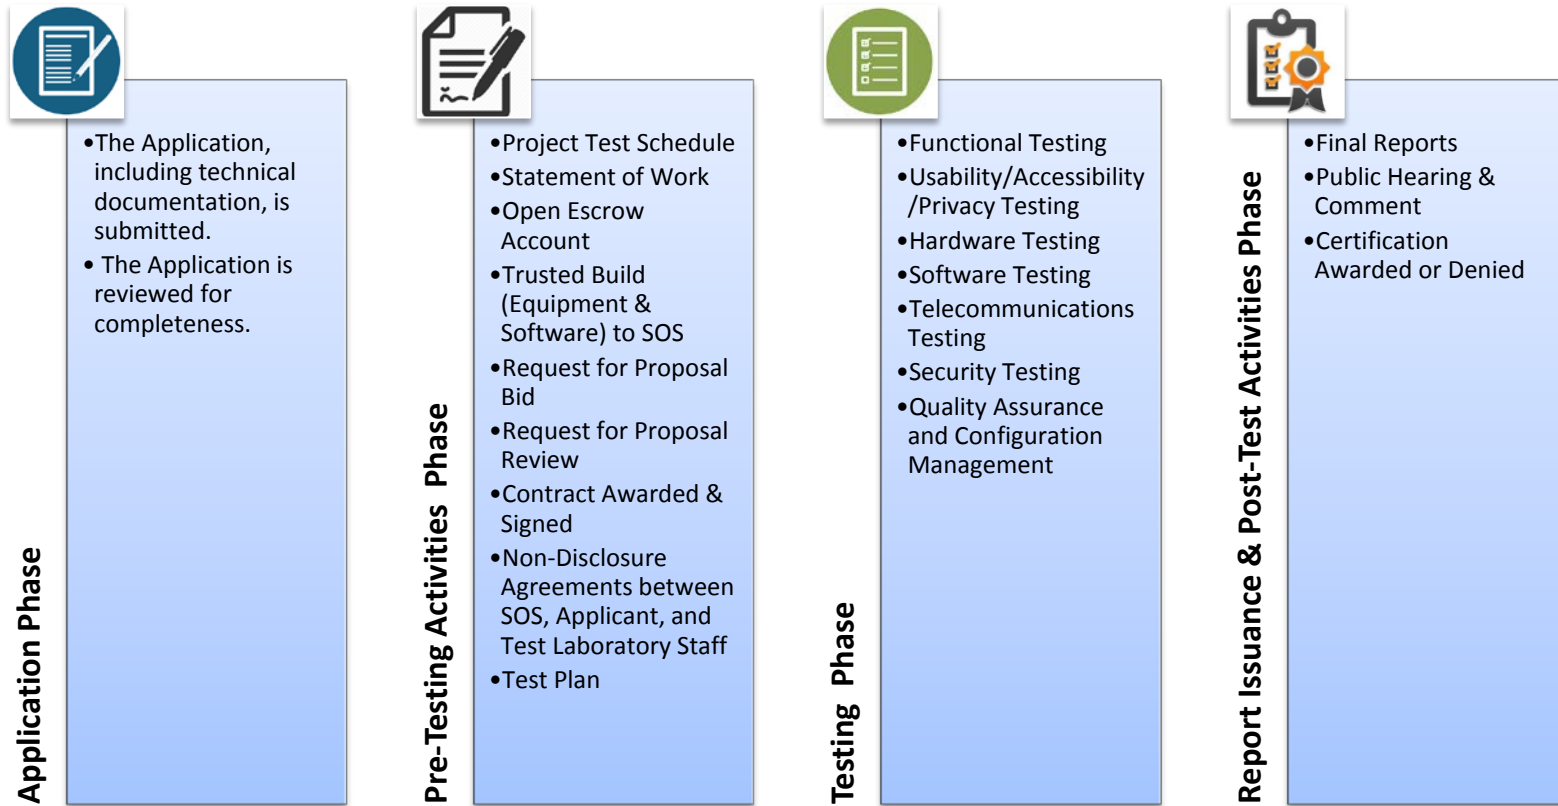 Application Phase
•The Application,
including technical
documentation, is
submitted.
• The Application is
reviewed for
completeness.
Pre-Testing Activities Phase
•Project Test Schedule
•Statement of Work
•Open Escrow
Account
•Trusted Build
(Equipment &
Software) to SOS
•Request for Proposal
Bid
•Request for Proposal
Review
•Contract Awarded &
Signed
•Non-Disclosure
Agreements between
SOS, Applicant, and
Test Laboratory Staff
•Test Plan
Testing Phase
•Functional Testing
•Usability/Accessibility
/Privacy Testing
•Hardware Testing
•Software Testing
•Telecommunications
Testing
•Security Testing
•Quality Assurance
and Configuration
Management
Report Issuance & Post-Test Activities Phase
•Final Reports
•Public Hearing &
Comment
•Certification
Awarded or Denied